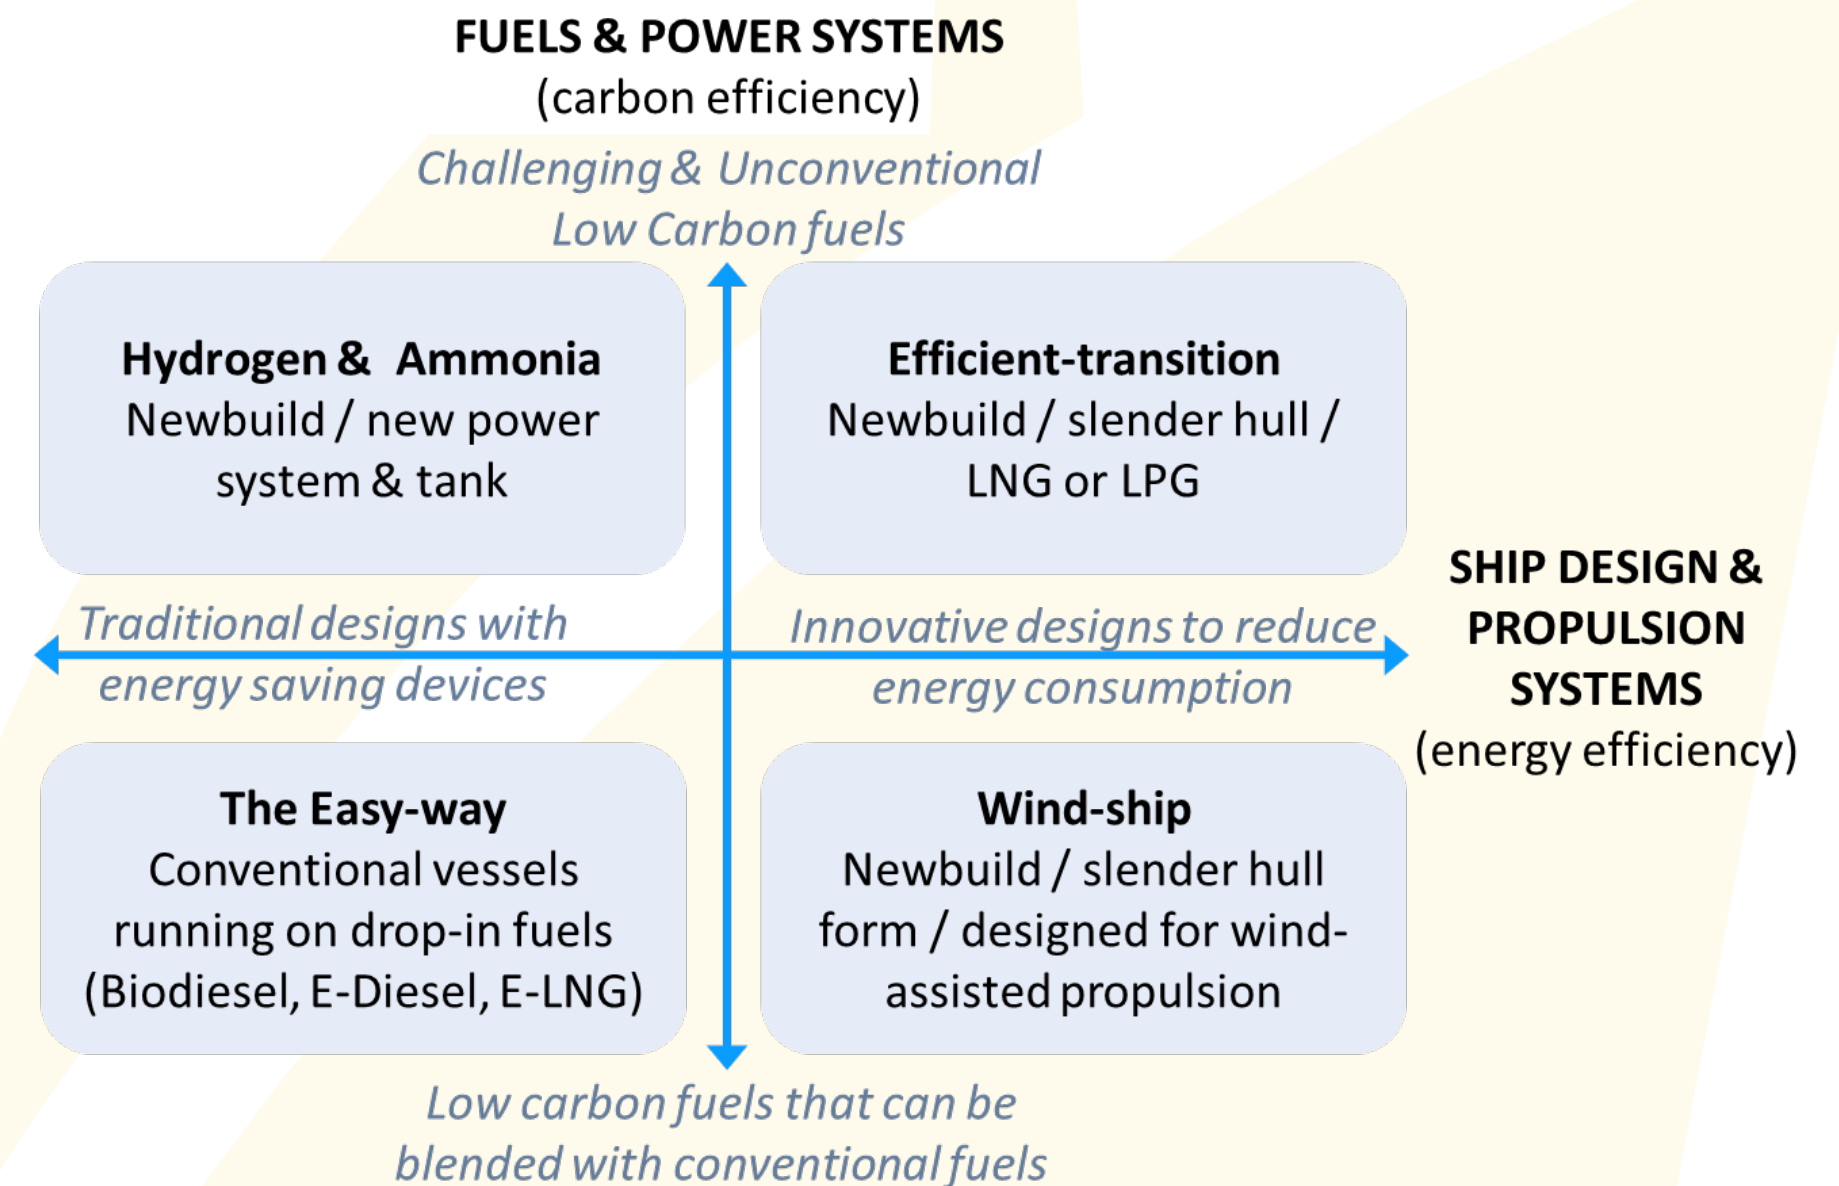 FUELS & POWER SYSTEMS
(carbon efficiency)
Challenging & Unconventional
Low Carbon fuels
Hydrogen & Ammonia
Newbuild / new power
system & tank
Efficient-transition
Newbuild / slender hull /
LNG or LPG
Traditional designs with
energy saving devices
Innovative designs to reduce
energy consumption
SHIP DESIGN &
PROPULSION
SYSTEMS
(energy efficiency)
The Easy-way
Conventional vessels
running on drop-in fuels
(Biodiesel, E-Diesel, E-LNG)
Wind-ship
Newbuild / slender hull
form / designed for wind-
assisted propulsion
Low carbon fuels that can be
blended with conventional fuels